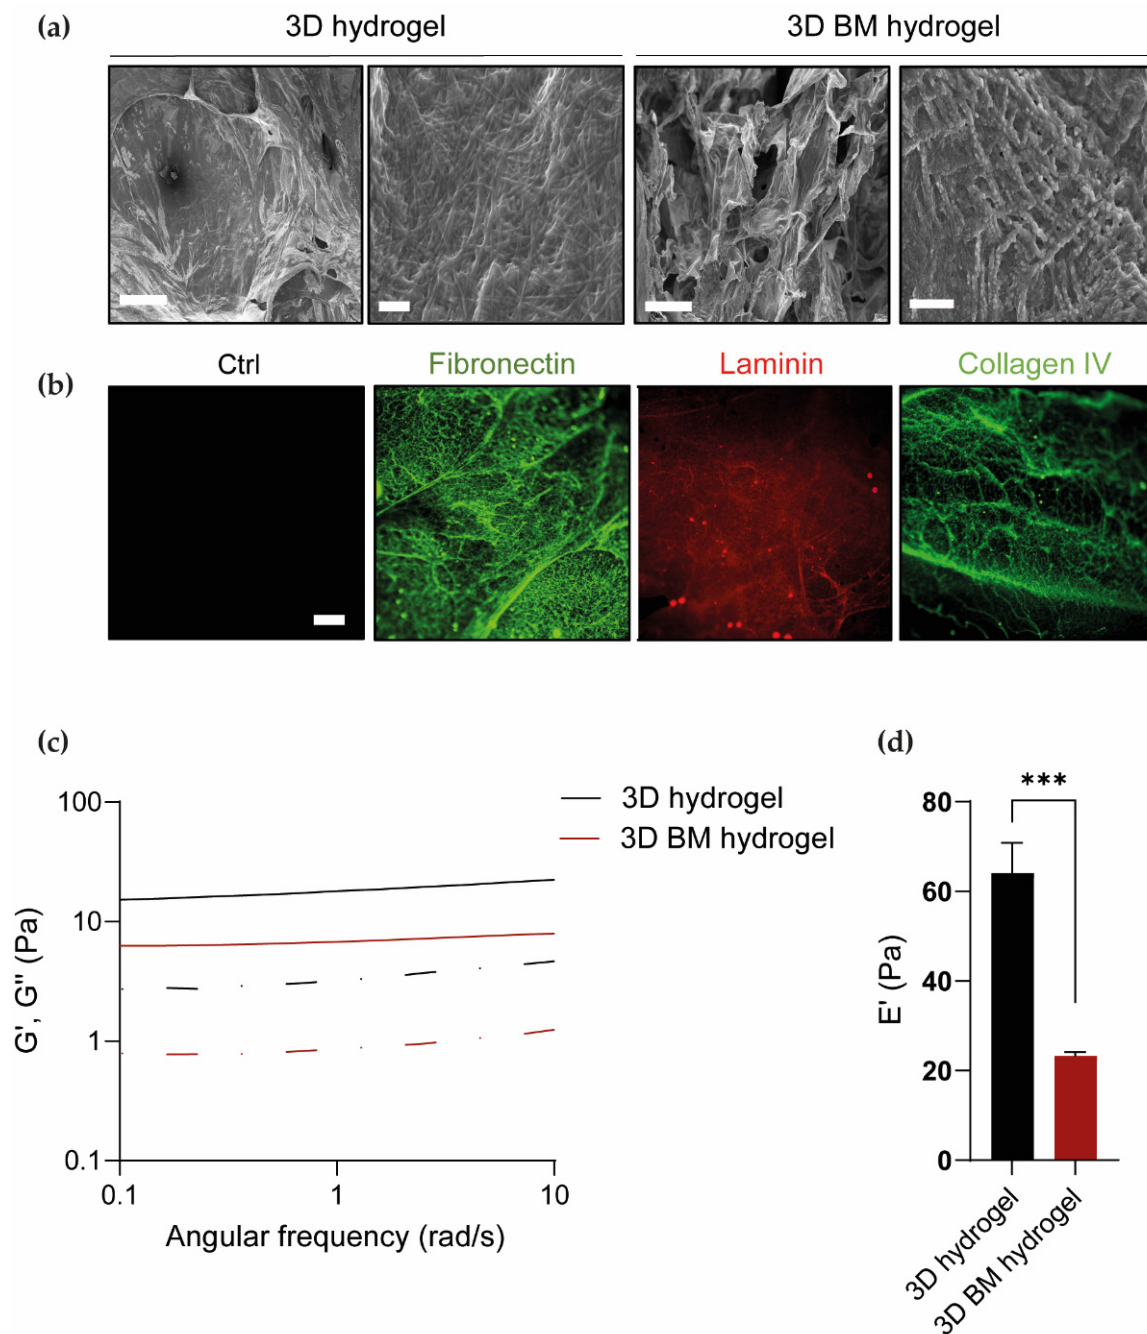 (a)
3D hydrogel
3D BM hydrogel
(b)
Ctrl
Fibronectin
Laminin
Collagen IV
(c)
3D hydrogel
3D BM hydrogel
100
10
1
0.1
G', G" (Pa)
0.1
1
10
Angular frequency (rad/s)
(d)
***
80
60
40
20
0
E' (Pa)
3D hydrogel
3D BM hydrogel